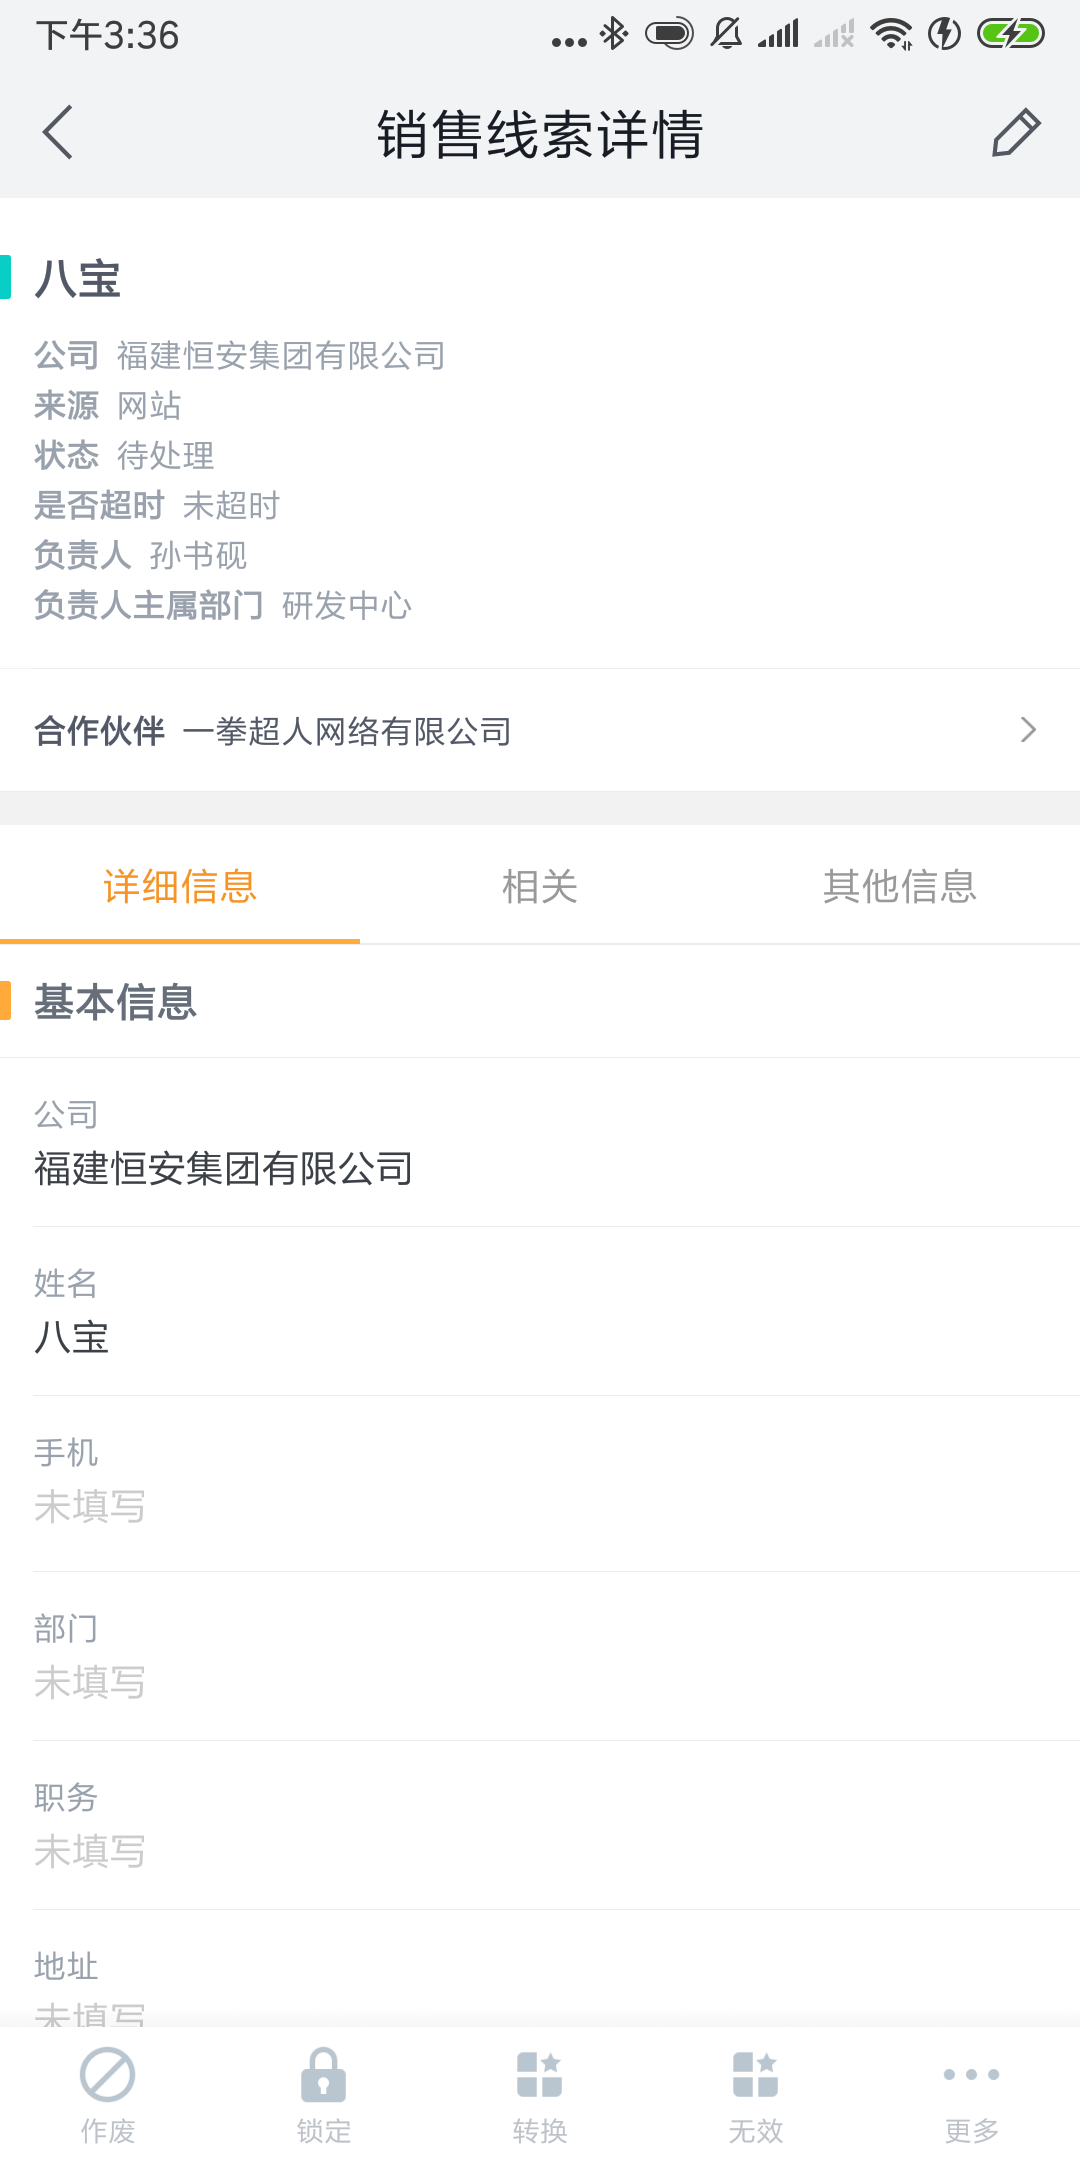 下午3:36
销售线索详情
八宝
公司 福建恒安集团有限公司
来源 网站
状态 待处理
是否超时 未超时
负责人 孙书砚
负责人主属部门 研发中心
合作伙伴 一拳超人网络有限公司
详细信息 相关 其他信息
基本信息
公司
福建恒安集团有限公司
姓名
八宝
手机
未填写
部门
未填写
职务
未填写
地址
未填写
作废 锁定 转换 无效 更多